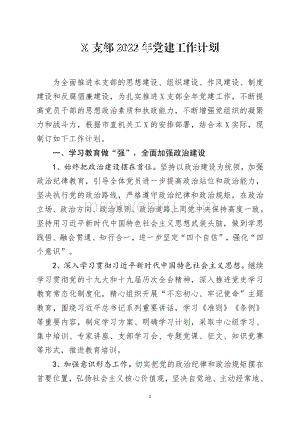 X支部2022年党建工作计划
为全面推进本支部的思想建设、组织建设、作风建设、制度
建设和反腐倡廉建设，为扎实推进X支部全年党建工作，不断提
高党员干部的思想政治素质和执政能力，不断增强党组织的凝聚
力和战斗力，根据市直机关工X的安排部署，结合本X实际，现
制订如下工作计划。
一、学习教育做“强”，全面加强政治建设
1、始终把政治建设摆在首位。坚持以政治建设为统领，加强
政治纪律教育，引导全体党员进一步提高政治站位和政治能力，
坚决执行党的政治路线，严格遵守政治纪律和政治规矩，在政治
立场、政治方向、政治原则、政治道路上同党中央保持高度一致。
坚持用习近平新时代中国特色社会主义思想武装头脑，做到学思
践悟、融会贯通、知行合一，坚定“四个自信”，强化“四
个意识”。
2、深入学习贯彻习近平新时代中国特色社会主义思想。继续
学习贯彻党的十九大和十九届历次全会精神，深入推进党史学习
教育常态化制度化。精心组织开展“不忘初心、牢记使命”主题
教育，围绕习近平总书记系列重要讲话、《准则》《条例》
等重要内容，制定学习方案、明确学习计划，采取中心组学习、
集中培训、专家讲座、支部学习会、专题党课、座谈交流等形
式，推进教育培训。
3、加强意识形态工作，切实把党的政治纪律和政治规矩摆在
首位，弘扬社会主义核心价值观，坚决自觉地、主动经常地、
1